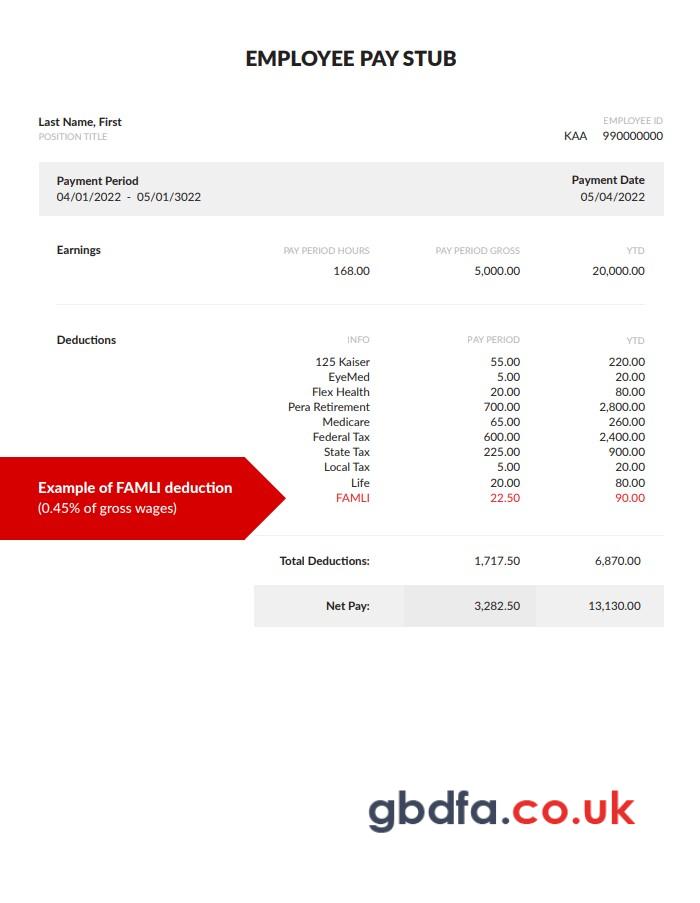 EMPLOYEE PAY STUB
Last Name, First EMPLOYEE ID
POSITION TITLE KAA 990000000
Payment Period Payment Date
04/01/2022 - 05/01/3022 05/04/2022
Earnings PAY PERIOD HOURS PAY PERIOD GROSS YTD
168.00 5,000.00 20,000.00
Deductions INFO PAY PERIOD YTD
125 Kaiser 55.00 220.00
EyeMed 5.00 20.00
Flex Health 20.00 80.00
Pera Retirement 700.00 2,800.00
Medicare 65.00 260.00
Federal Tax 600.00 2,400.00
State Tax 225.00 900.00
Local Tax 5.00 20.00
Life 20.00 80.00
FAMLI 22.50 90.00
Example of FAMLI deduction
(0.45% of gross wages)
Total Deductions: 1,717.50 6,870.00
Net Pay: 3,282.50 13,130.00
gbdfa.co.uk